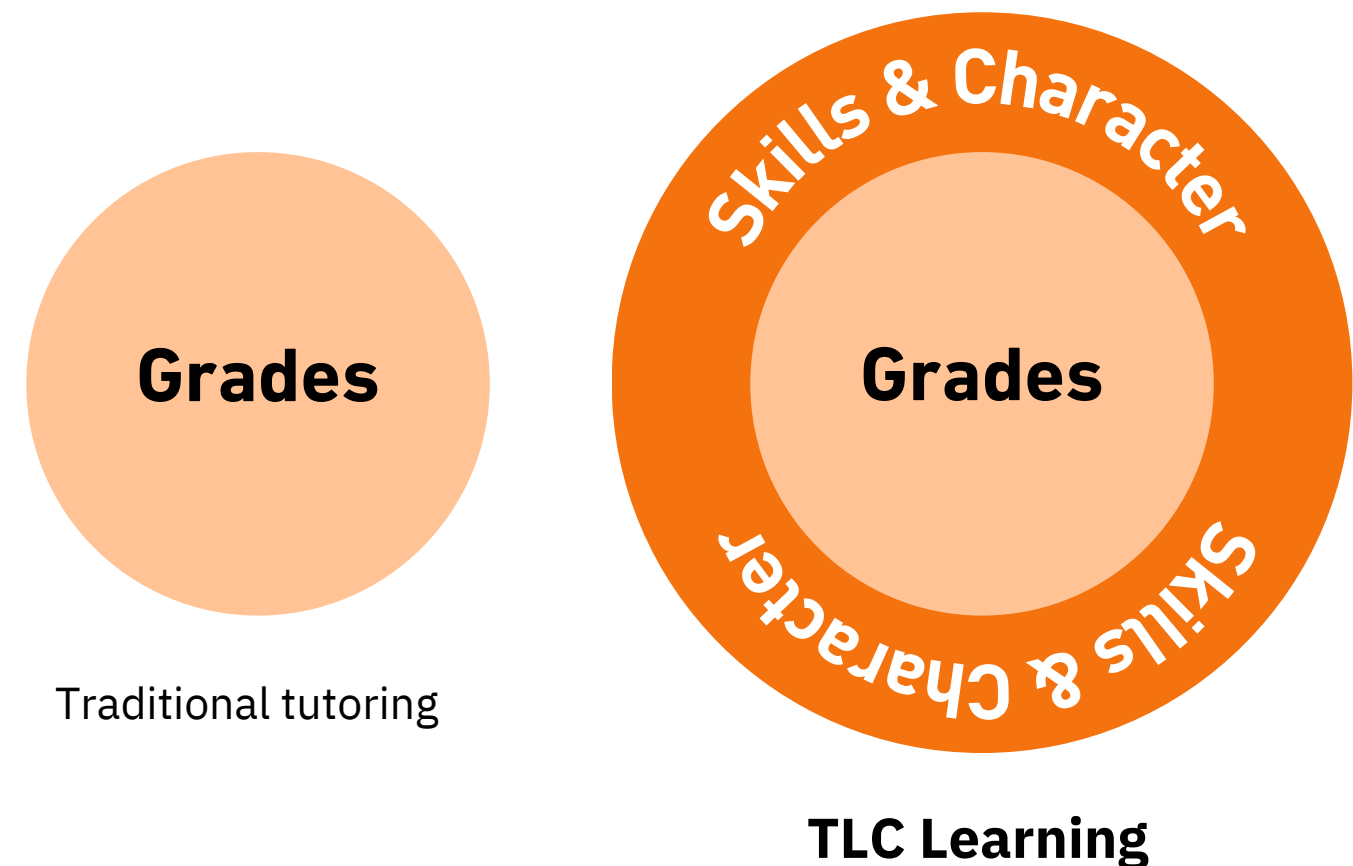 Grades
Traditional tutoring
Skills & Character
Grades
Skills & Character
TLC Learning